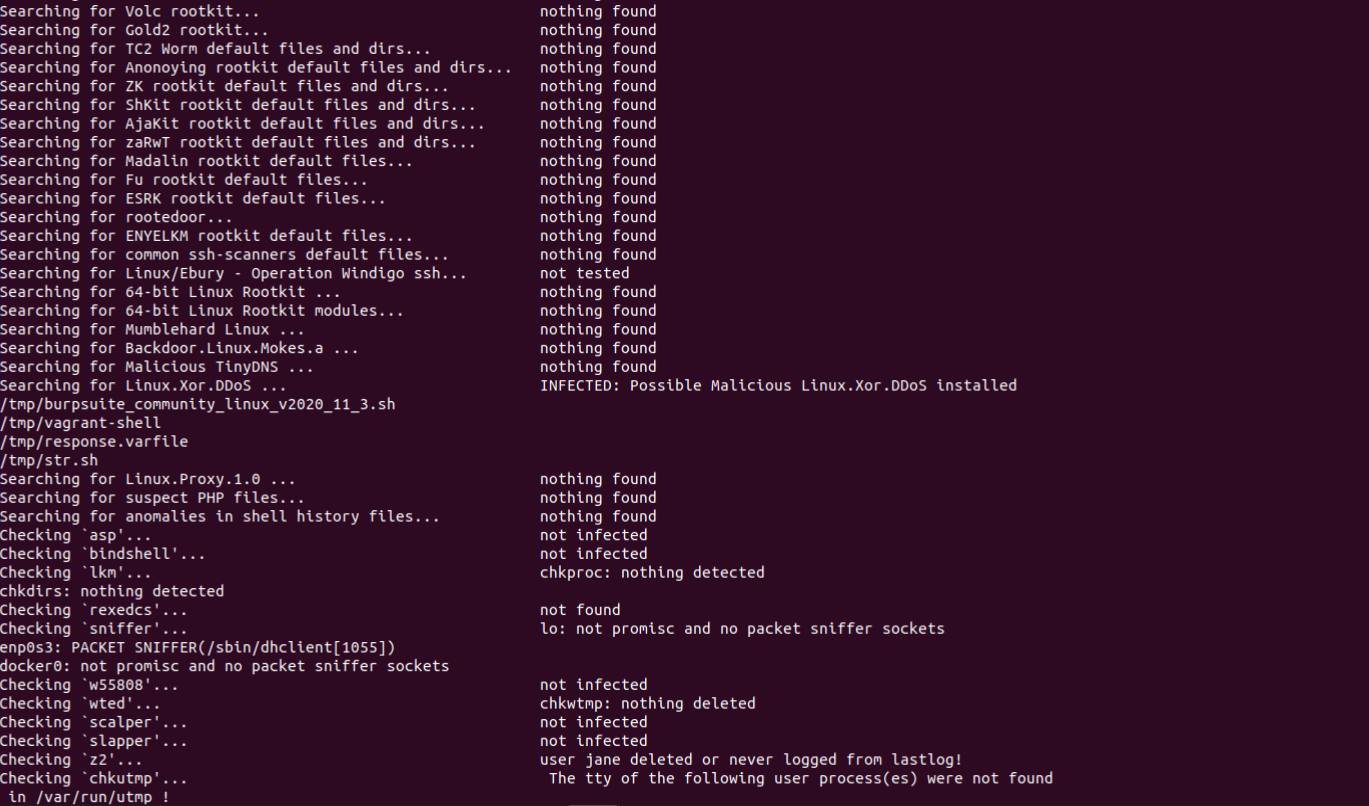 Searching for Volc rootkit... nothing found
Searching for Gold2 rootkit... nothing found
Searching for TC2 Worm default files and dirs... nothing found
Searching for Anonoying rootkit default files and dirs... nothing found
Searching for ZK rootkit default files and dirs... nothing found
Searching for ShKit rootkit default files and dirs... nothing found
Searching for AjaKit rootkit default files and dirs... nothing found
Searching for zaRwT rootkit default files and dirs... nothing found
Searching for Madalin rootkit default files... nothing found
Searching for Fu rootkit default files... nothing found
Searching for ESRK rootkit default files... nothing found
Searching for rootedoor... nothing found
Searching for ENYELKM rootkit default files... nothing found
Searching for common ssh-scanners default files... nothing found
Searching for Linux/Ebury - Operation Windigo ssh... not tested
Searching for 64-bit Linux Rootkit ... nothing found
Searching for 64-bit Linux Rootkit modules... nothing found
Searching for Mumblehard Linux ... nothing found
Searching for Backdoor.Linux.Mokes.a ... nothing found
Searching for Malicious TinyDNS ... nothing found
Searching for Linux.Xor.DDoS ... INFECTED: Possible Malicious Linux.Xor.DDoS installed
/tmp/burpsuite_community_linux_v2020_11_3.sh
/tmp/vagrant-shell
/tmp/response.varfile
/tmp/str.sh
Searching for Linux.Proxy.1.0 ... nothing found
Searching for suspect PHP files... nothing found
Searching for anomalies in shell history files... nothing found
Checking `asp'... not infected
Checking `bindshell'... not infected
Checking `lkm'... chkproc: nothing detected
chkdirs: nothing detected
Checking `rexedcs'... not found
Checking `sniffer'... lo: not promisc and no packet sniffer sockets
enp0s3: PACKET SNIFFER(/sbin/dhclient[1055])
docker0: not promisc and no packet sniffer sockets
Checking `w55808'... not infected
Checking `wted'... chkwtmp: nothing deleted
Checking `scalper'... not infected
Checking `slapper'... not infected
Checking `z2'... user jane deleted or never logged from lastlog!
Checking `chkutmp'... The tty of the following user process(es) were not found
in /var/run/utmp !